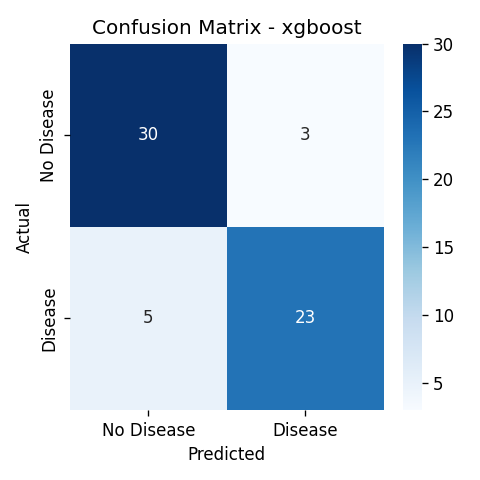 Confusion Matrix - xgboost
Actual
No Disease
Disease
30
3
5
23
No Disease
Disease
Predicted
30
25
20
15
10
5